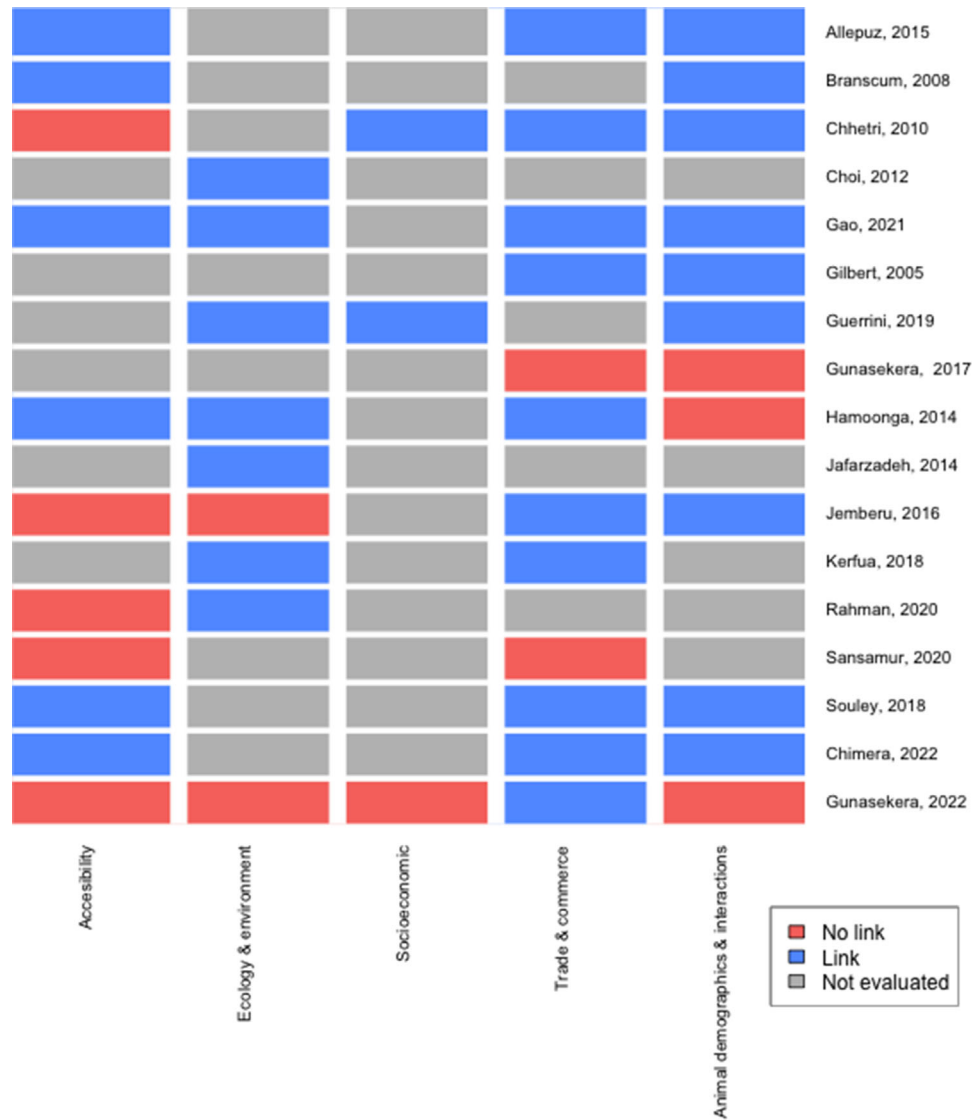 Allepuz, 2015
Branscum, 2008
Chhetri, 2010
Choi, 2012
Gao, 2021
Gilbert, 2005
Guerrini, 2019
Gunasekera,  2017
Hamoonga, 2014
Jafarzadeh, 2014
Jemberu, 2016
Kerfua, 2018
Rahman, 2020
Sansamur, 2020
Souley, 2018
Chimera, 2022
Gunasekera, 2022
Accesibility
Ecology & environment
Socioeconomic
Trade & commerce
Animal demographics & interactions
No link
Link
Not evaluated